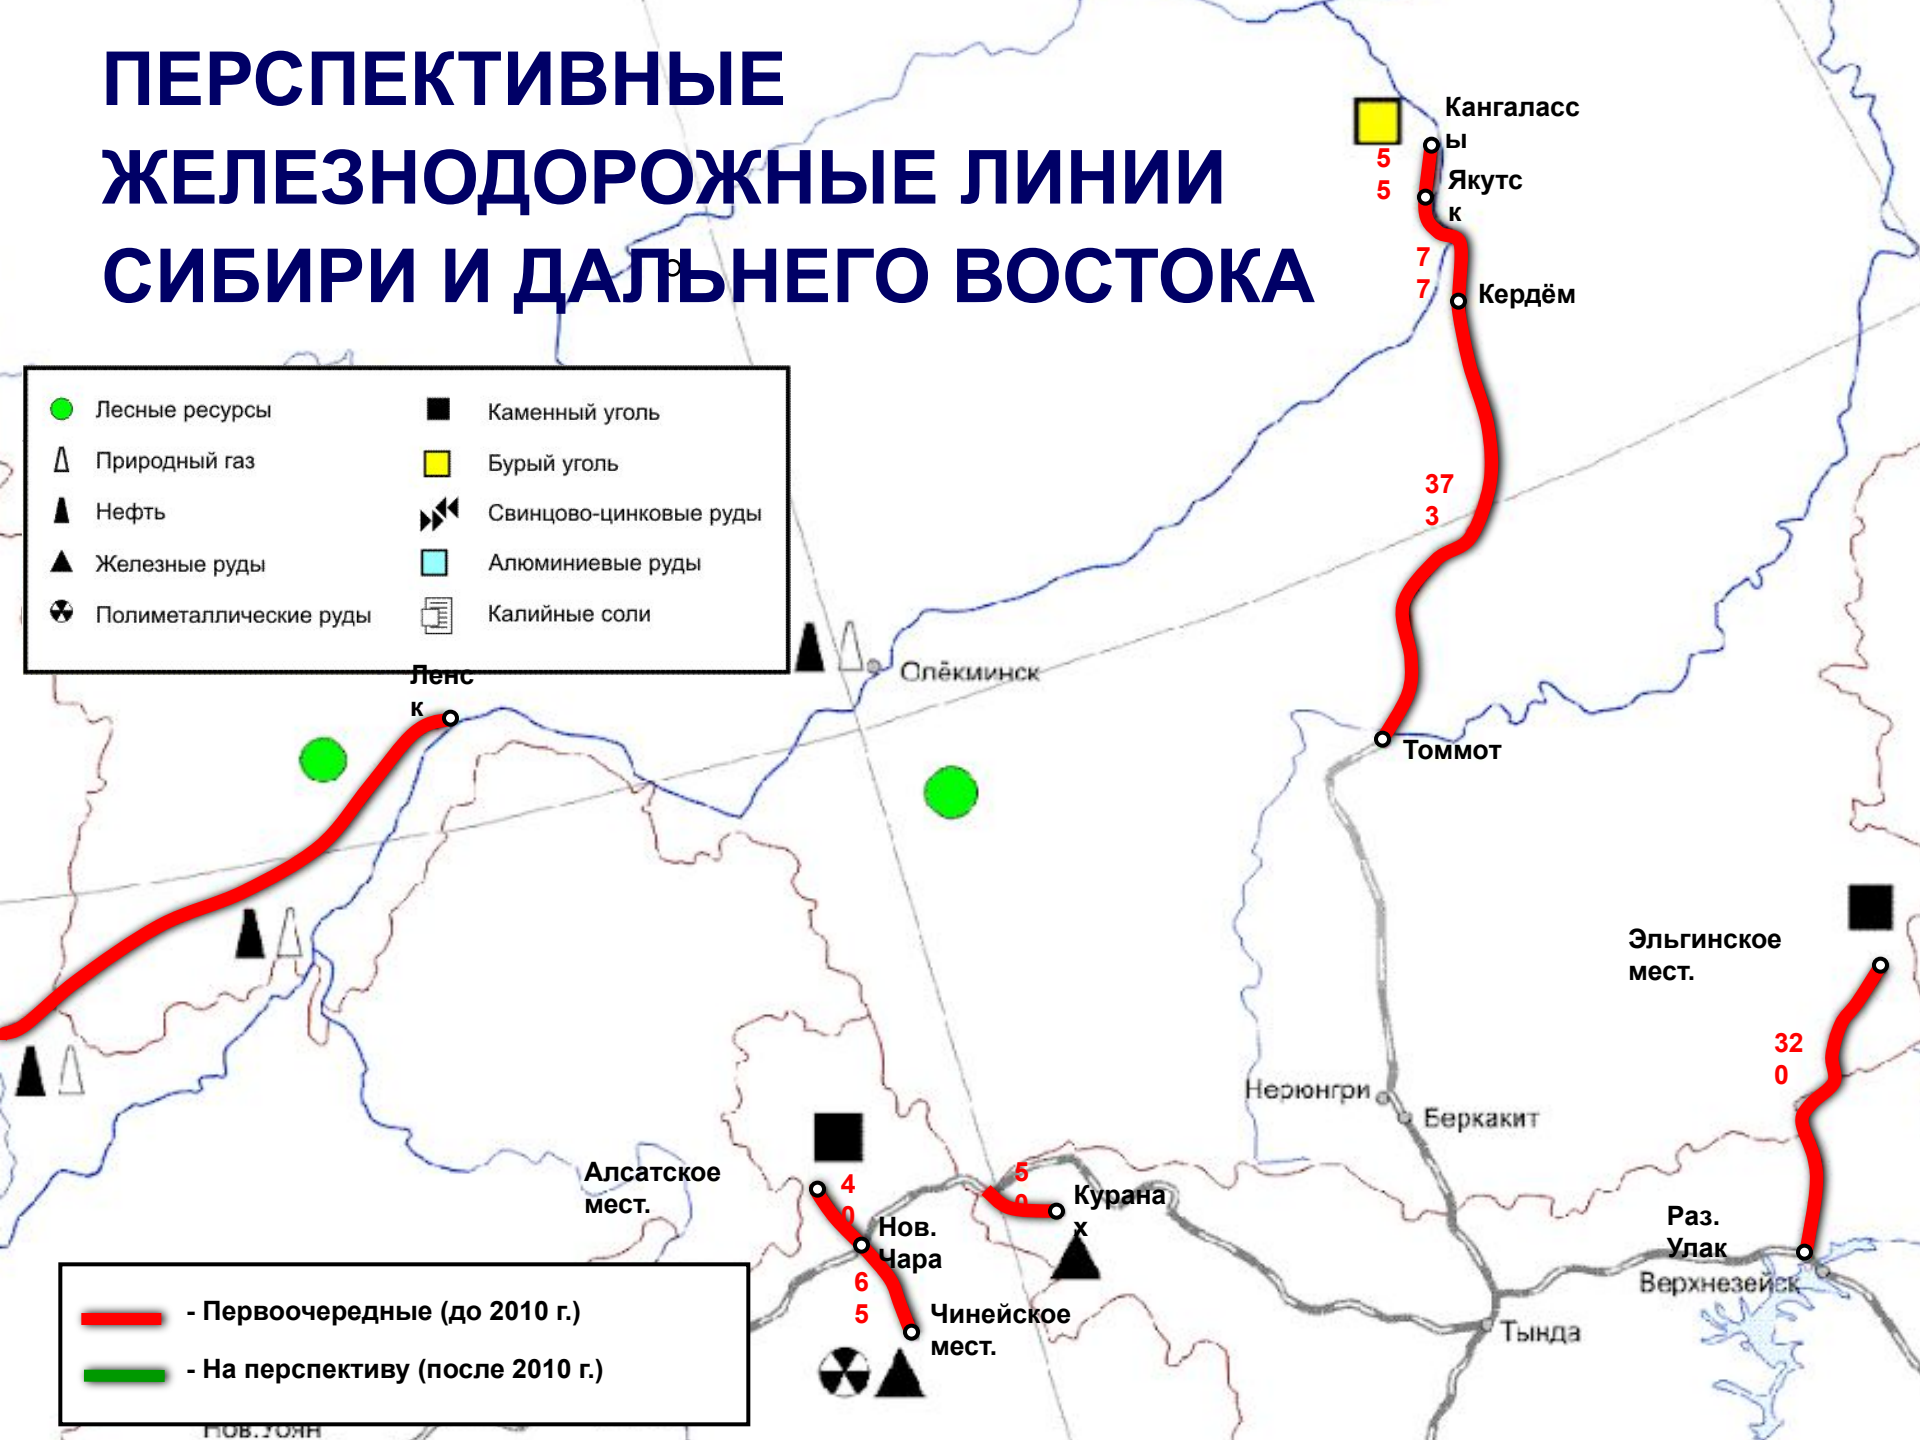 ПЕРСПЕКТИВНЫЕ
ЖЕЛЕЗНОДОРОЖНЫЕ ЛИНИИ
СИБИРИ И ДАЛЬНЕГО ВОСТОКА
Кангаласс
ы
5
5
Якутс
к
7
7
Кердём
37
3
Лесные ресурсы
Природный газ
Нефть
Железные руды
Полиметаллические руды
Каменный уголь
Бурый уголь
Свинцово-цинковые руды
Алюминиевые руды
Калийные соли
Ленс
к
Олёкминск
Томмот
Эльгинское
мест.
32
0
Нерюнгри
Беркакит
Алсатское
мест.
4
0
5
0
Курана
х
Нов.
Чара
6
5
Раз.
Улак
Верхнезейск
Чинейское
мест.
Тында
- Первоочередные (до 2010 г.)
- На перспективу (после 2010 г.)
Нов.Уоян